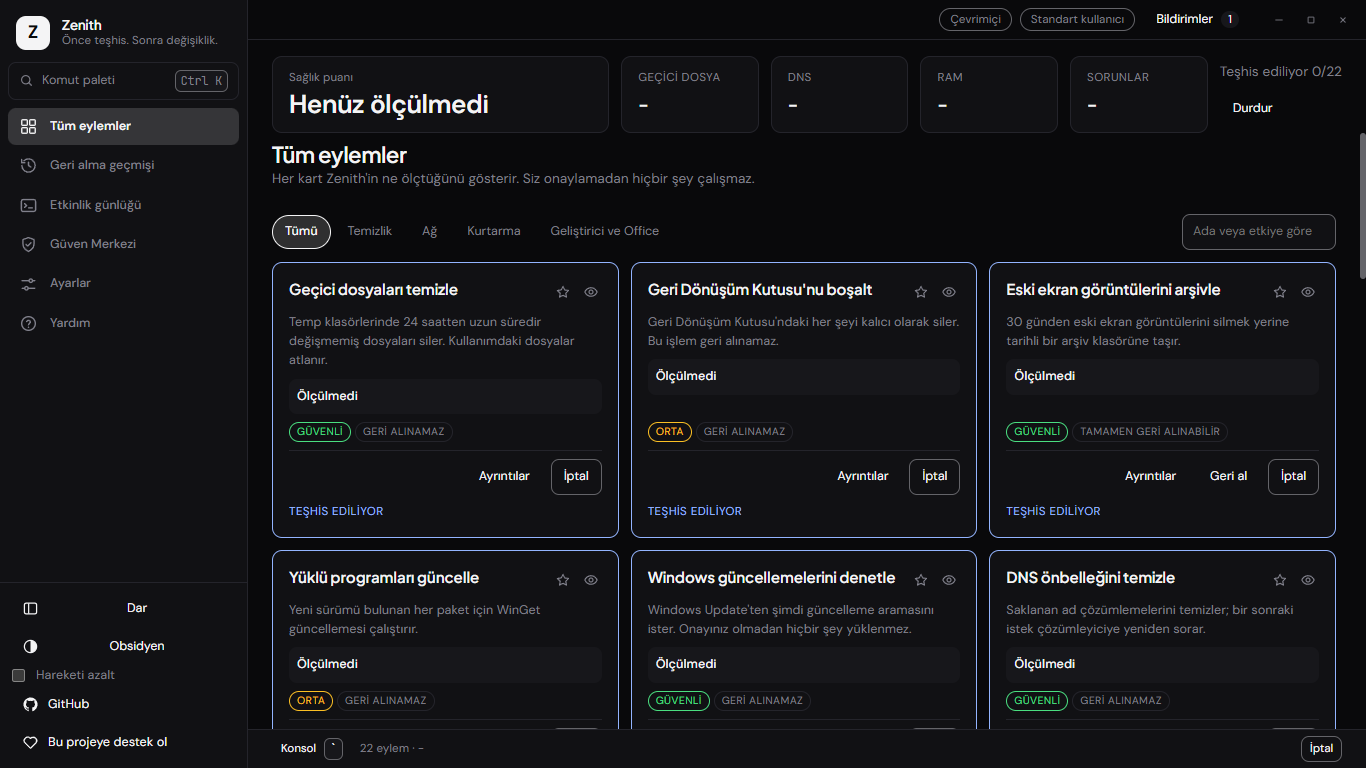 Z
Zenith
Önce teşhis. Sonra değişiklik.
Komut paleti
Ctrl K
Tüm eylemler
Geri alma geçmişi
Etkinlik günlüğü
Güven Merkezi
Ayarlar
Yardım
Dar
Obsidyen
Hareketi azalt
GitHub
Bu projeye destek ol
Çevrimiçi
Standart kullanıcı
Bildirimler 1
Sağlık puanı
Henüz ölçülmedi
GEÇİCİ DOSYA
-
DNS
-
RAM
-
SORUNLAR
-
Teşhis ediliyor 0/22
Durdur
Tüm eylemler
Her kart Zenith'in ne ölçtüğünü gösterir. Siz onaylamadan hiçbir şey çalışmaz.
Tümü
Temizlik
Ağ
Kurtarma
Geliştirici ve Office
Ada veya etkiye göre
Geçici dosyaları temizle
Temp klasörlerinde 24 saatten uzun süredir
değişmemiş dosyaları siler. Kullanımdaki dosyalar
atlanır.
Ölçülmedi
GÜVENLİ
GERİ ALINAMAZ
Ayrıntılar
İptal
TEŞHİS EDİLİYOR
Geri Dönüşüm Kutusu'nu boşalt
Geri Dönüşüm Kutusu'ndaki her şeyi kalıcı olarak siler.
Bu işlem geri alınamaz.
Ölçülmedi
ORTA
GERİ ALINAMAZ
Ayrıntılar
İptal
TEŞHİS EDİLİYOR
Eski ekran görüntülerini arşivle
30 günden eski ekran görüntülerini silmek yerine
tarihli bir arşiv klasörüne taşır.
Ölçülmedi
GÜVENLİ
TAMAMEN GERİ ALINABİLİR
Ayrıntılar
Geri al
İptal
TEŞHİS EDİLİYOR
Yüklü programları güncelle
Yeni sürümü bulunan her paket için WinGet
güncellemesi çalıştırır.
Ölçülmedi
ORTA
GERİ ALINAMAZ
Windows güncellemelerini denetle
Windows Update'ten şimdi güncelleme aramasını
ister. Onayınız olmadan hiçbir şey yüklenmez.
Ölçülmedi
GÜVENLİ
GERİ ALINAMAZ
DNS önbelleğini temizle
Saklanan ad çözümlemelerini temizler; bir sonraki
istek çözümleyiciye yeniden sorar.
Ölçülmedi
GÜVENLİ
GERİ ALINAMAZ
Konsol `
22 eylem · -
İptal